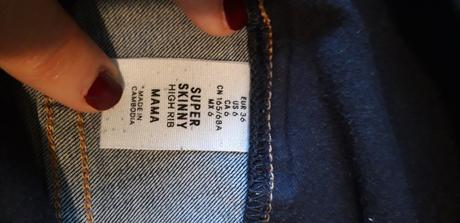 EUR 36
US 6
CA 6
CN 165/68A
MX 6
SUPER
SKINNY
HIGH RIB
MAMA
MADE IN
CAMBODIA